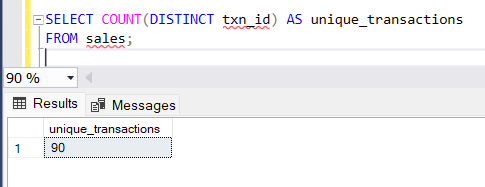 SELECT COUNT(DISTINCT txn_id) AS unique_transactions
FROM sales;
90 %
Results Messages
unique_transactions
1 90